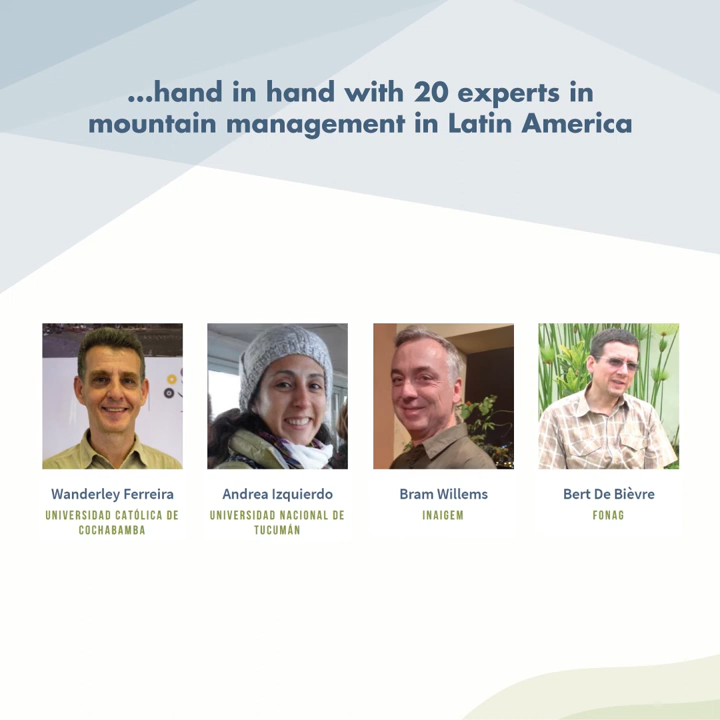 ...hand in hand with 20 experts in
mountain management in Latin America
Wanderley Ferreira
UNIVERSIDAD CATÓLICA DE
COCHABAMBA
Andrea Izquierdo
UNIVERSIDAD NACIONAL DE
TUCUMÁN
Bram Willems
INAIGEM
Bert De Bièvre
FONAG